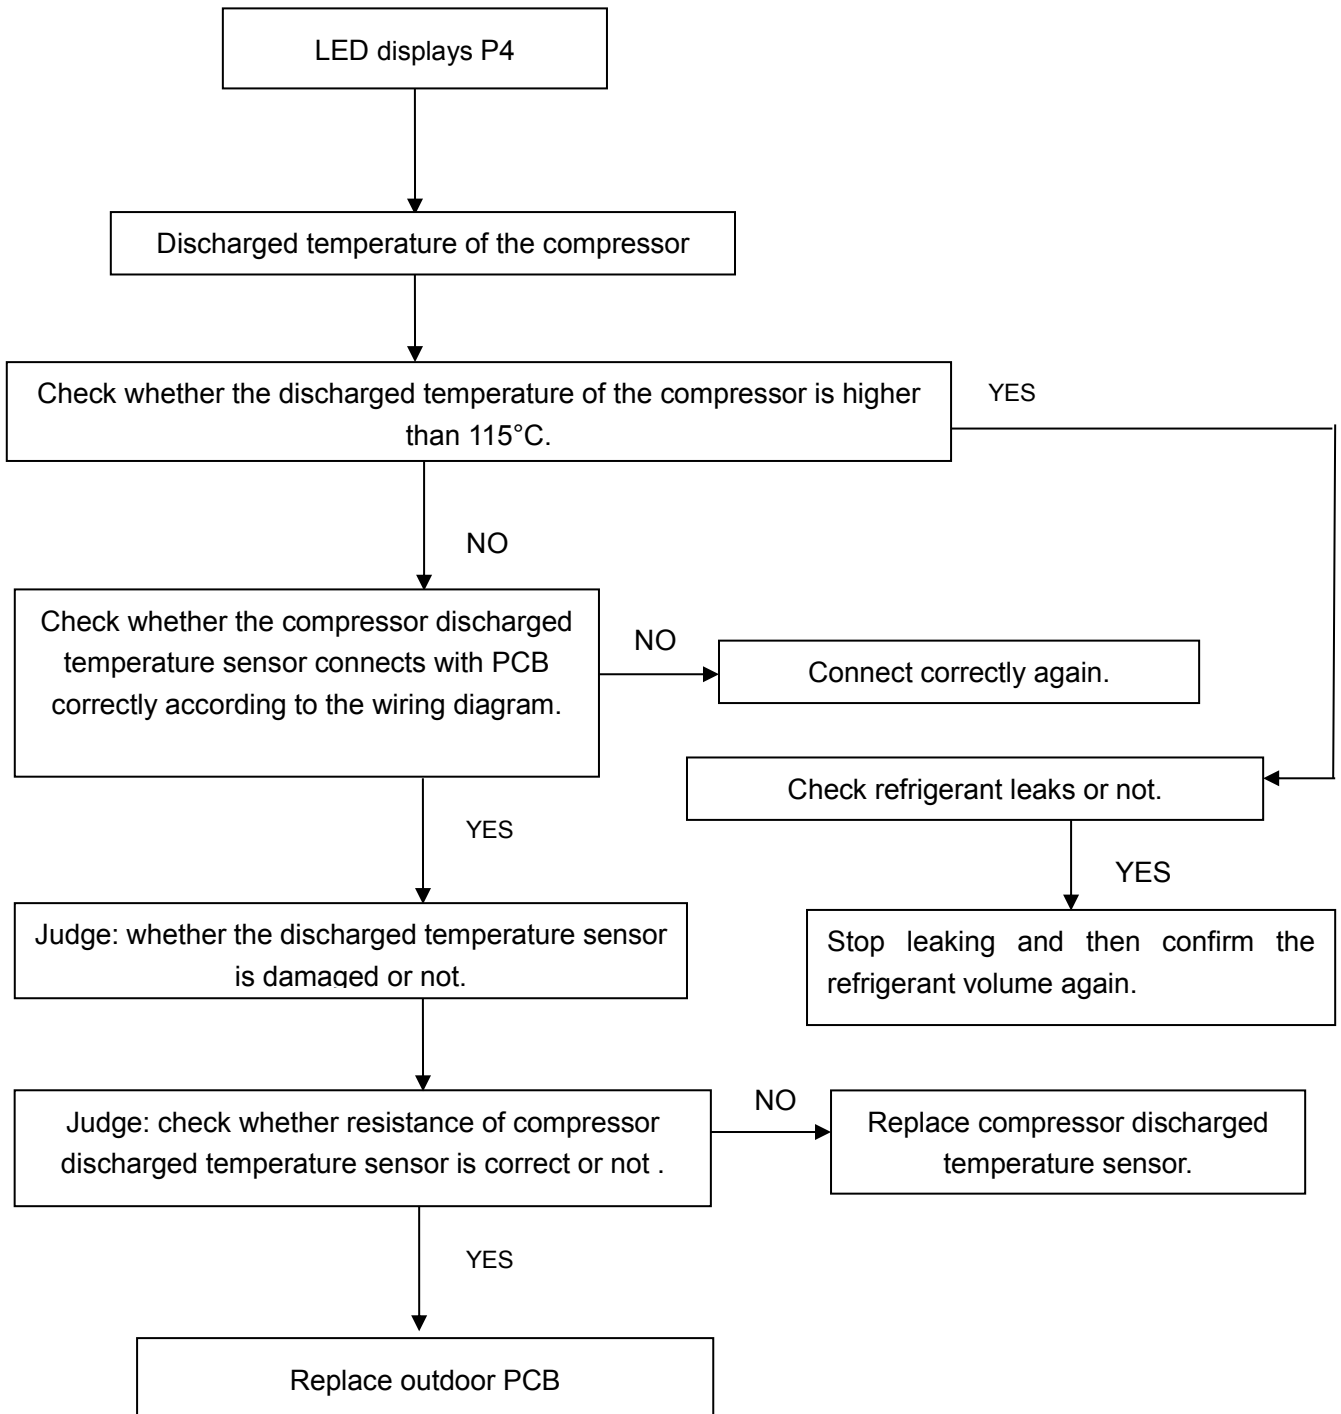 LED displays P4
Discharged temperature of the compressor
Check whether the discharged temperature of the compressor is higher
than 115°C.
YES
NO
Check whether the compressor discharged
temperature sensor connects with PCB
correctly according to the wiring diagram.
NO
Connect correctly again.
Check refrigerant leaks or not.
YES
YES
Stop leaking and then confirm the
refrigerant volume again.
Judge: whether the discharged temperature sensor
is damaged or not.
Judge: check whether resistance of compressor
discharged temperature sensor is correct or not .
NO
Replace compressor discharged
temperature sensor.
YES
Replace outdoor PCB